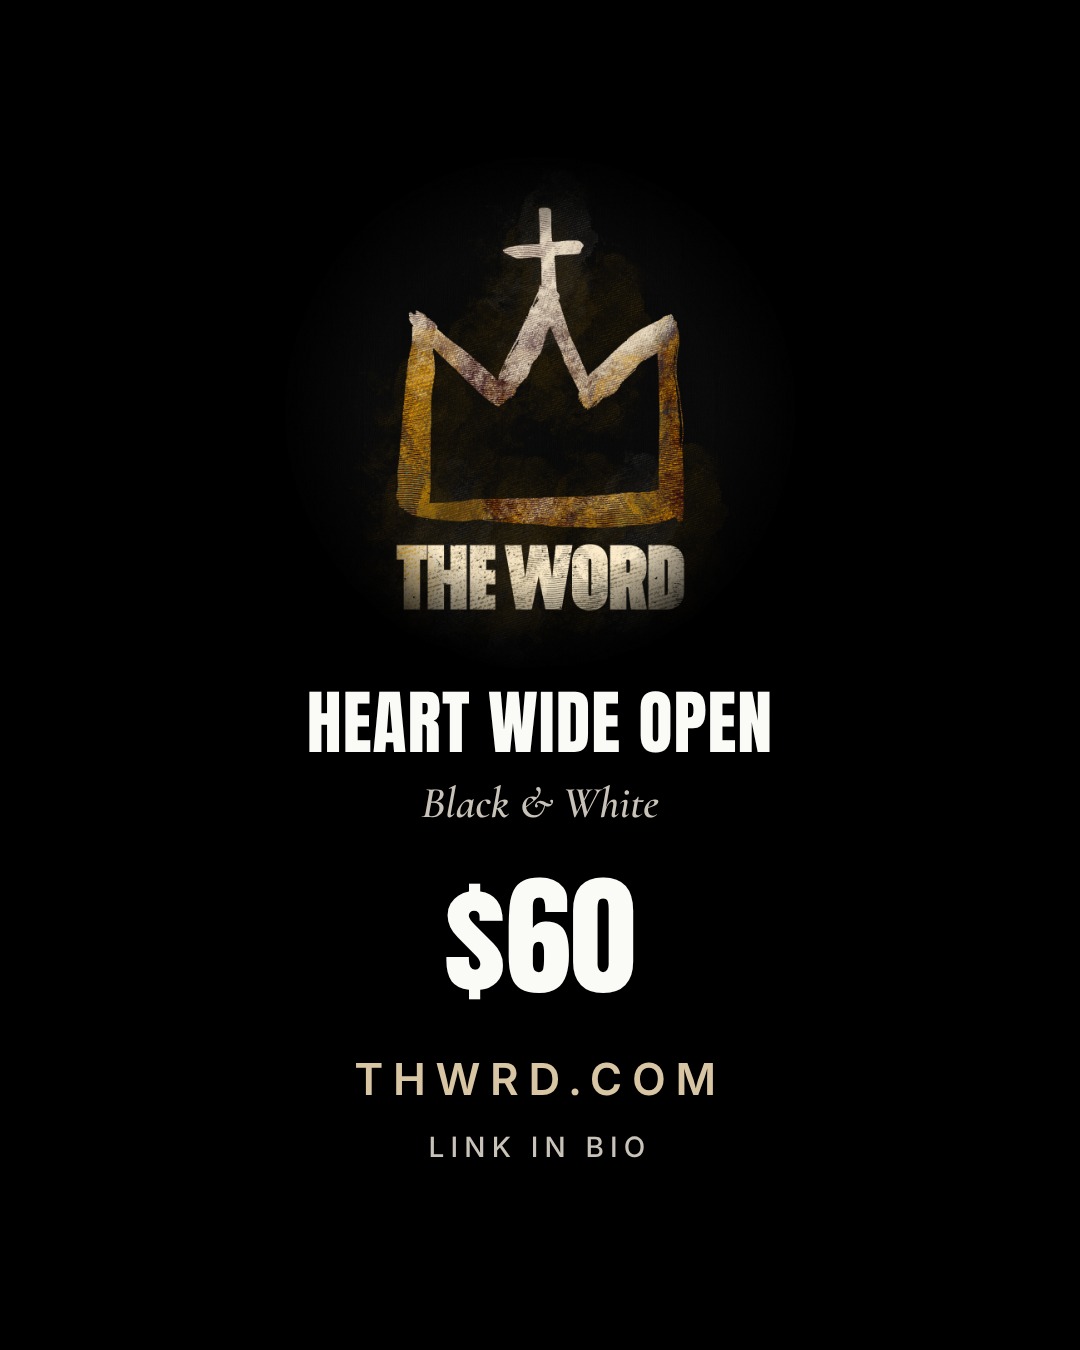 THE WORD
HEART WIDE OPEN
Black & White
$60
THWRD.COM
LINK IN BIO